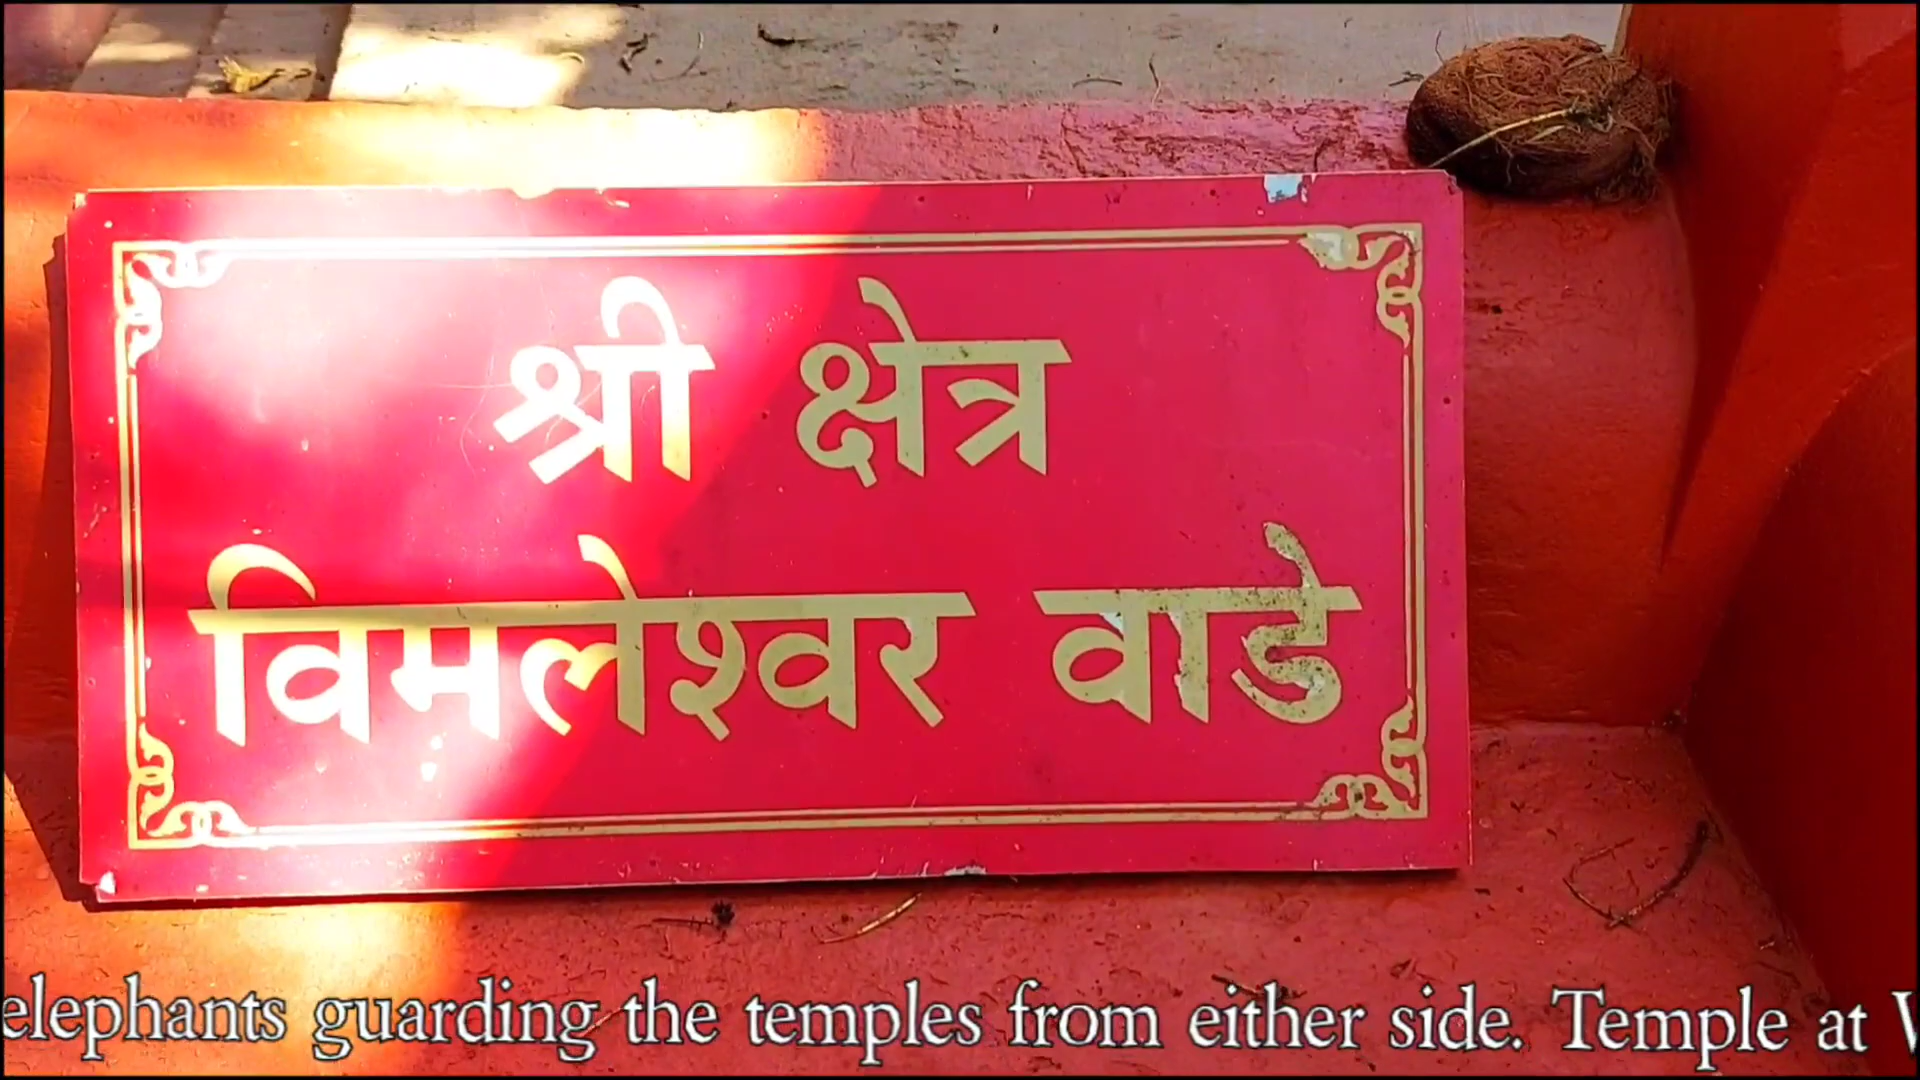 श्री क्षेत्र
विमलेश्वर वाडे
elephants guarding the temples from either side. Temple at